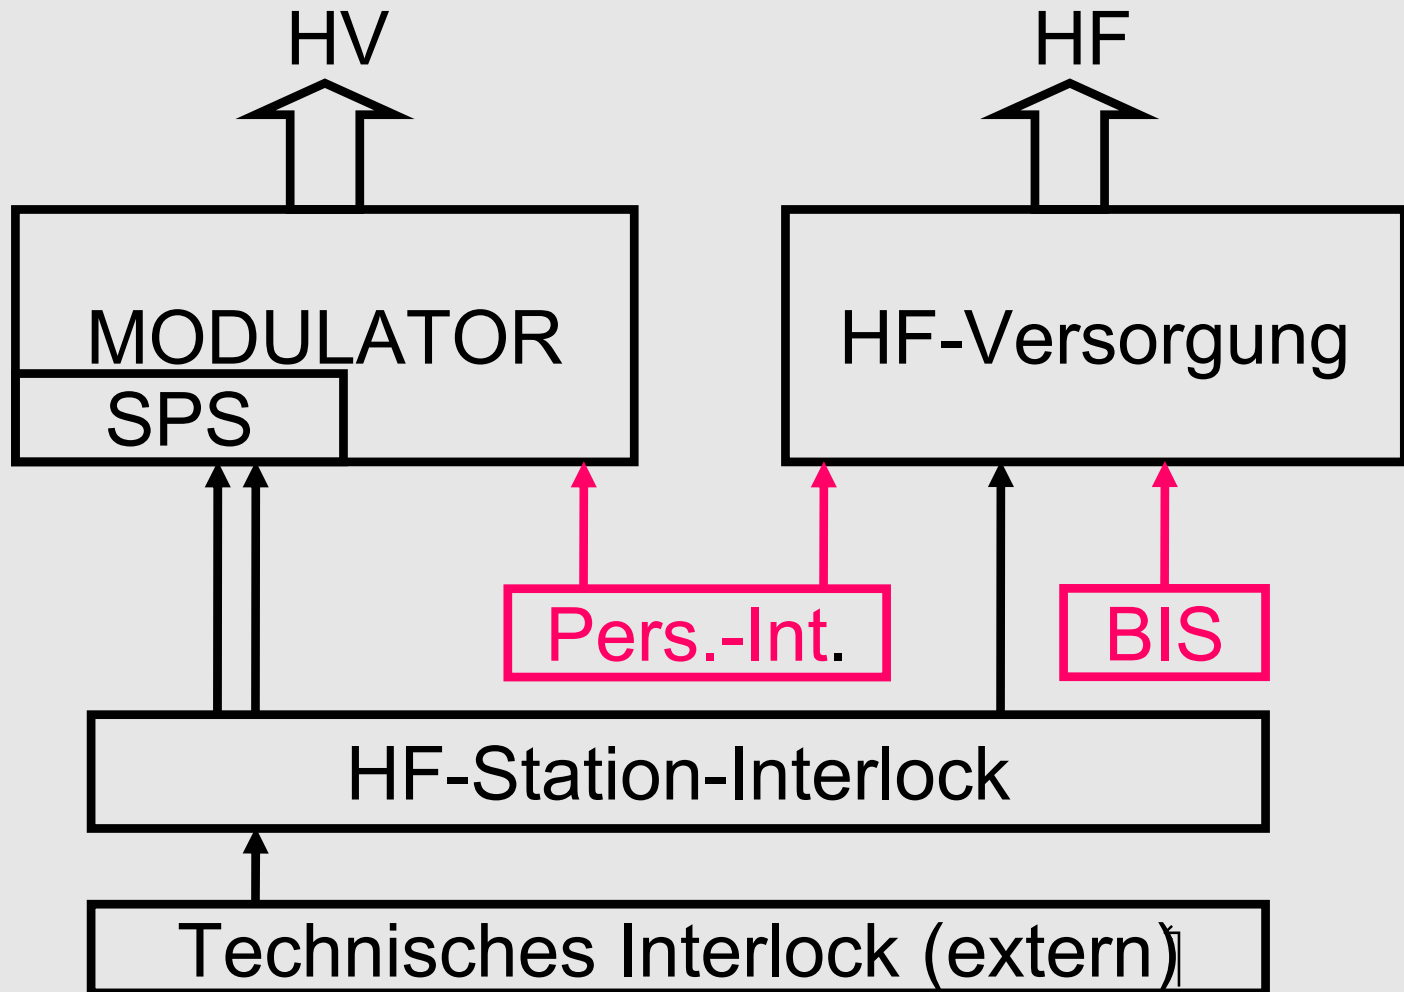 HV
HF
MODULATOR
HF-Versorgung
SPS
Pers.-Int.
BIS
HF-Station-Interlock
Technisches Interlock (extern)